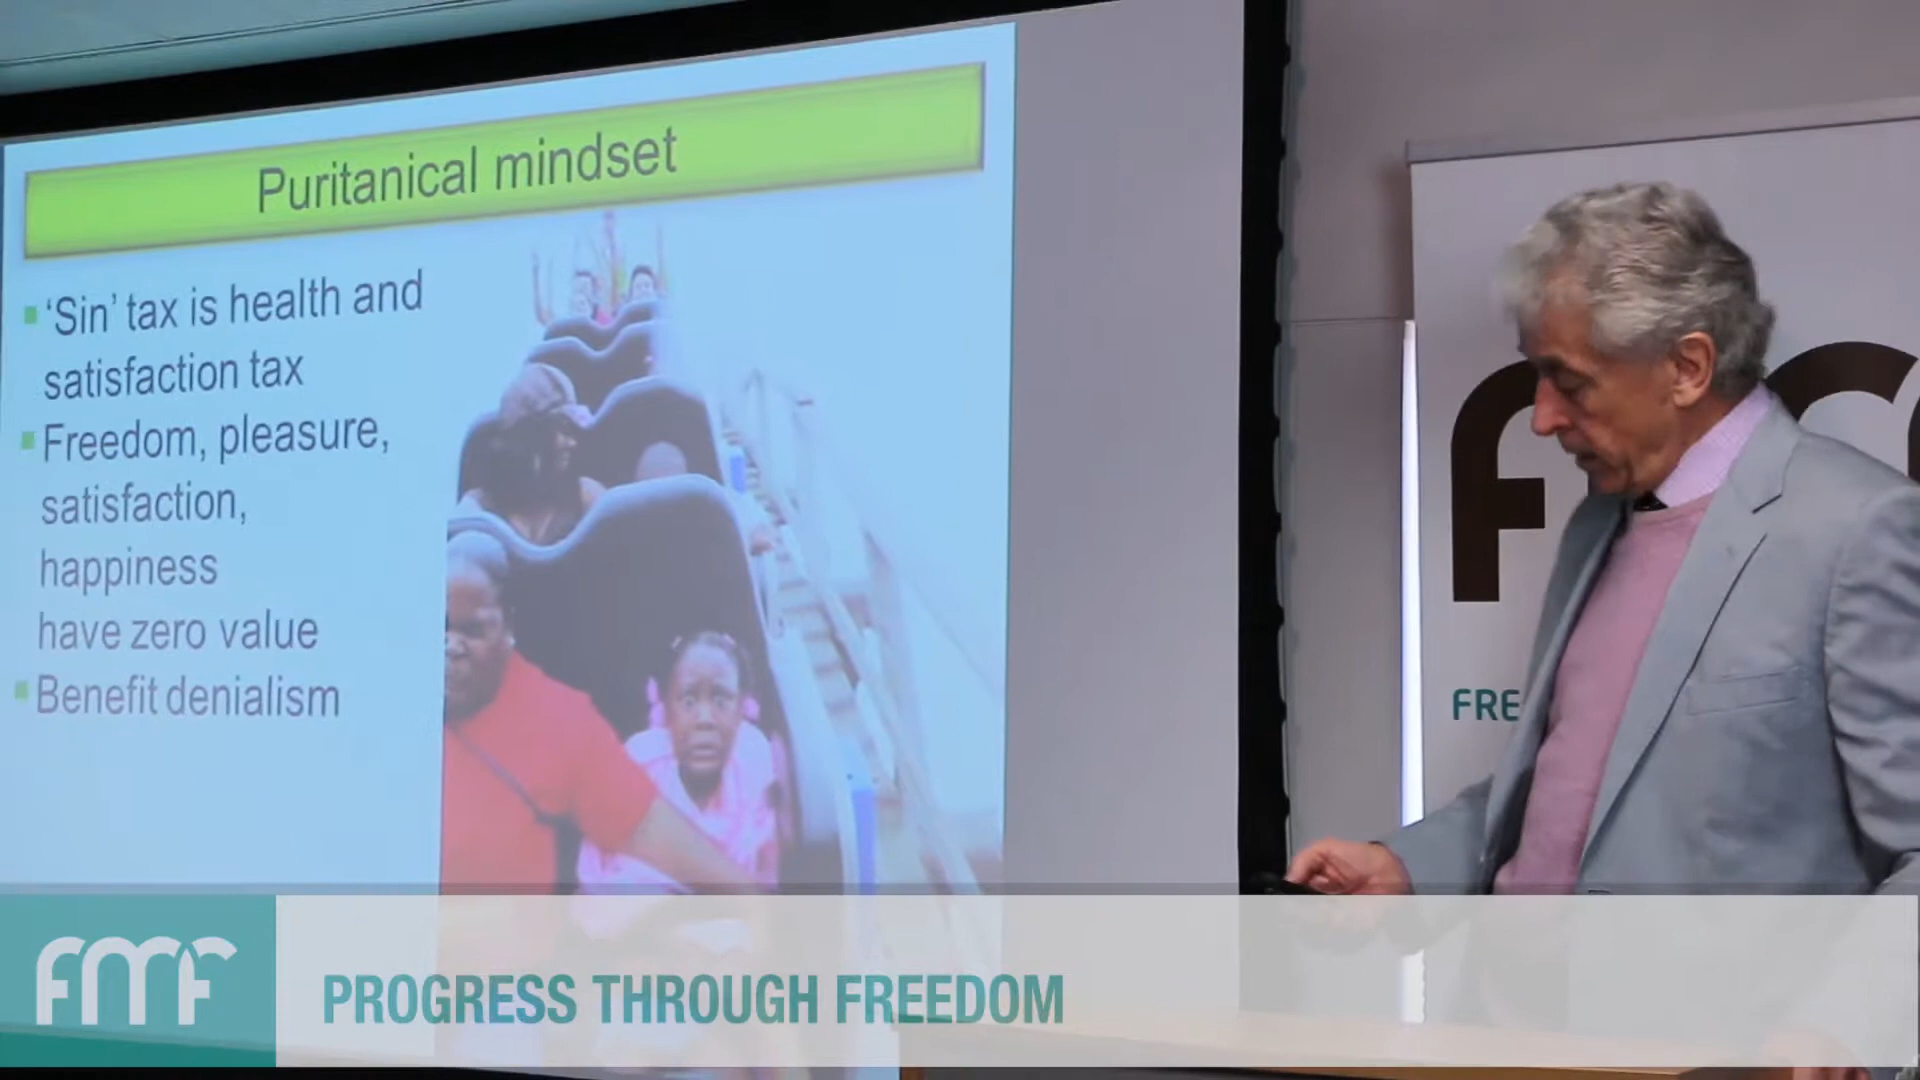 Puritanical mindset
‘Sin’ tax is health and
satisfaction tax
Freedom, pleasure,
satisfaction,
happiness
have zero value
Benefit denialism
FRE
fmf
PROGRESS THROUGH FREEDOM